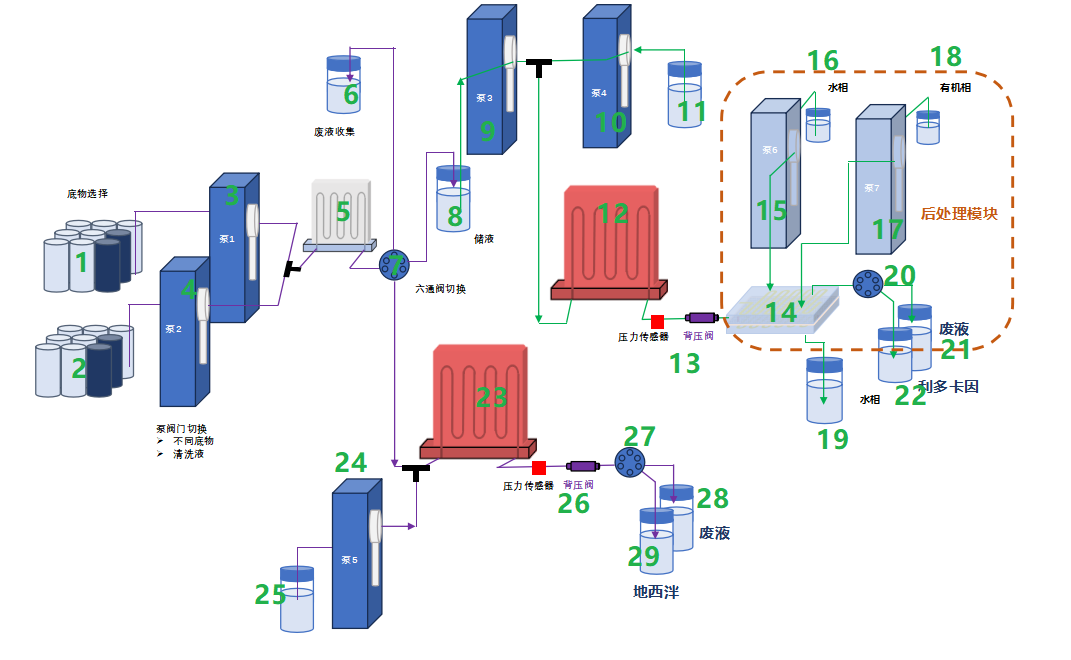 16
18
水相
有机相
泵3
泵4
6
9
10
11
废液收集
泵6
底物选择
3
5
泵7
8
12
15
17
后处理模块
泵1
储液
1
7
六通阀切换
4
20
14
泵2
压力传感器
背压阀
废液
13
21
2
22
利多卡因
23
水相
19
泵阀门切换
➢ 不同底物
➢ 清洗液
24
27
压力传感器
背压阀
26
28
废液
泵5
29
25
地西泮